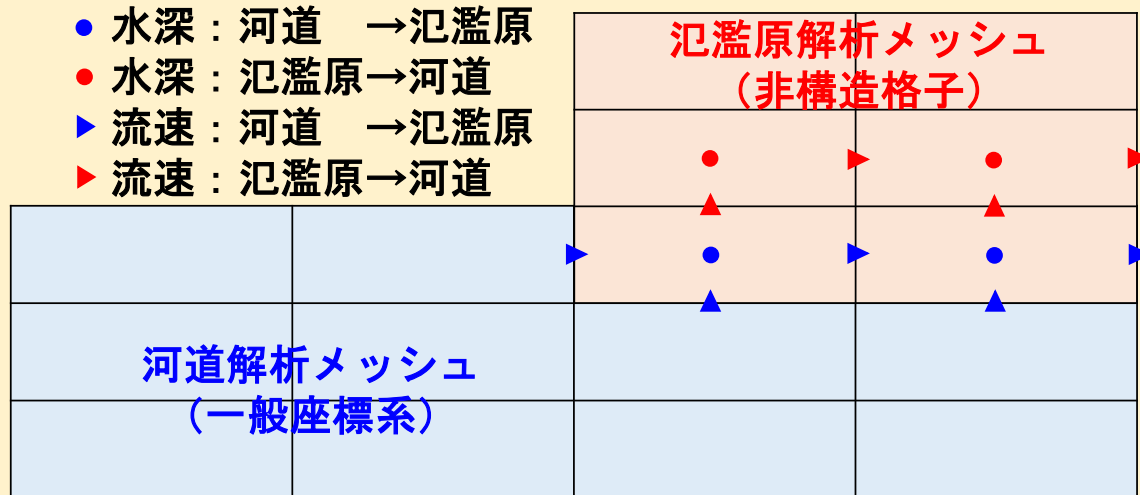 水深：河道　→氾濫原
水深：氾濫原→河道
流速：河道　→氾濫原
流速：氾濫原→河道
氾濫原解析メッシュ
（非構造格子）
河道解析メッシュ
（一般座標系）